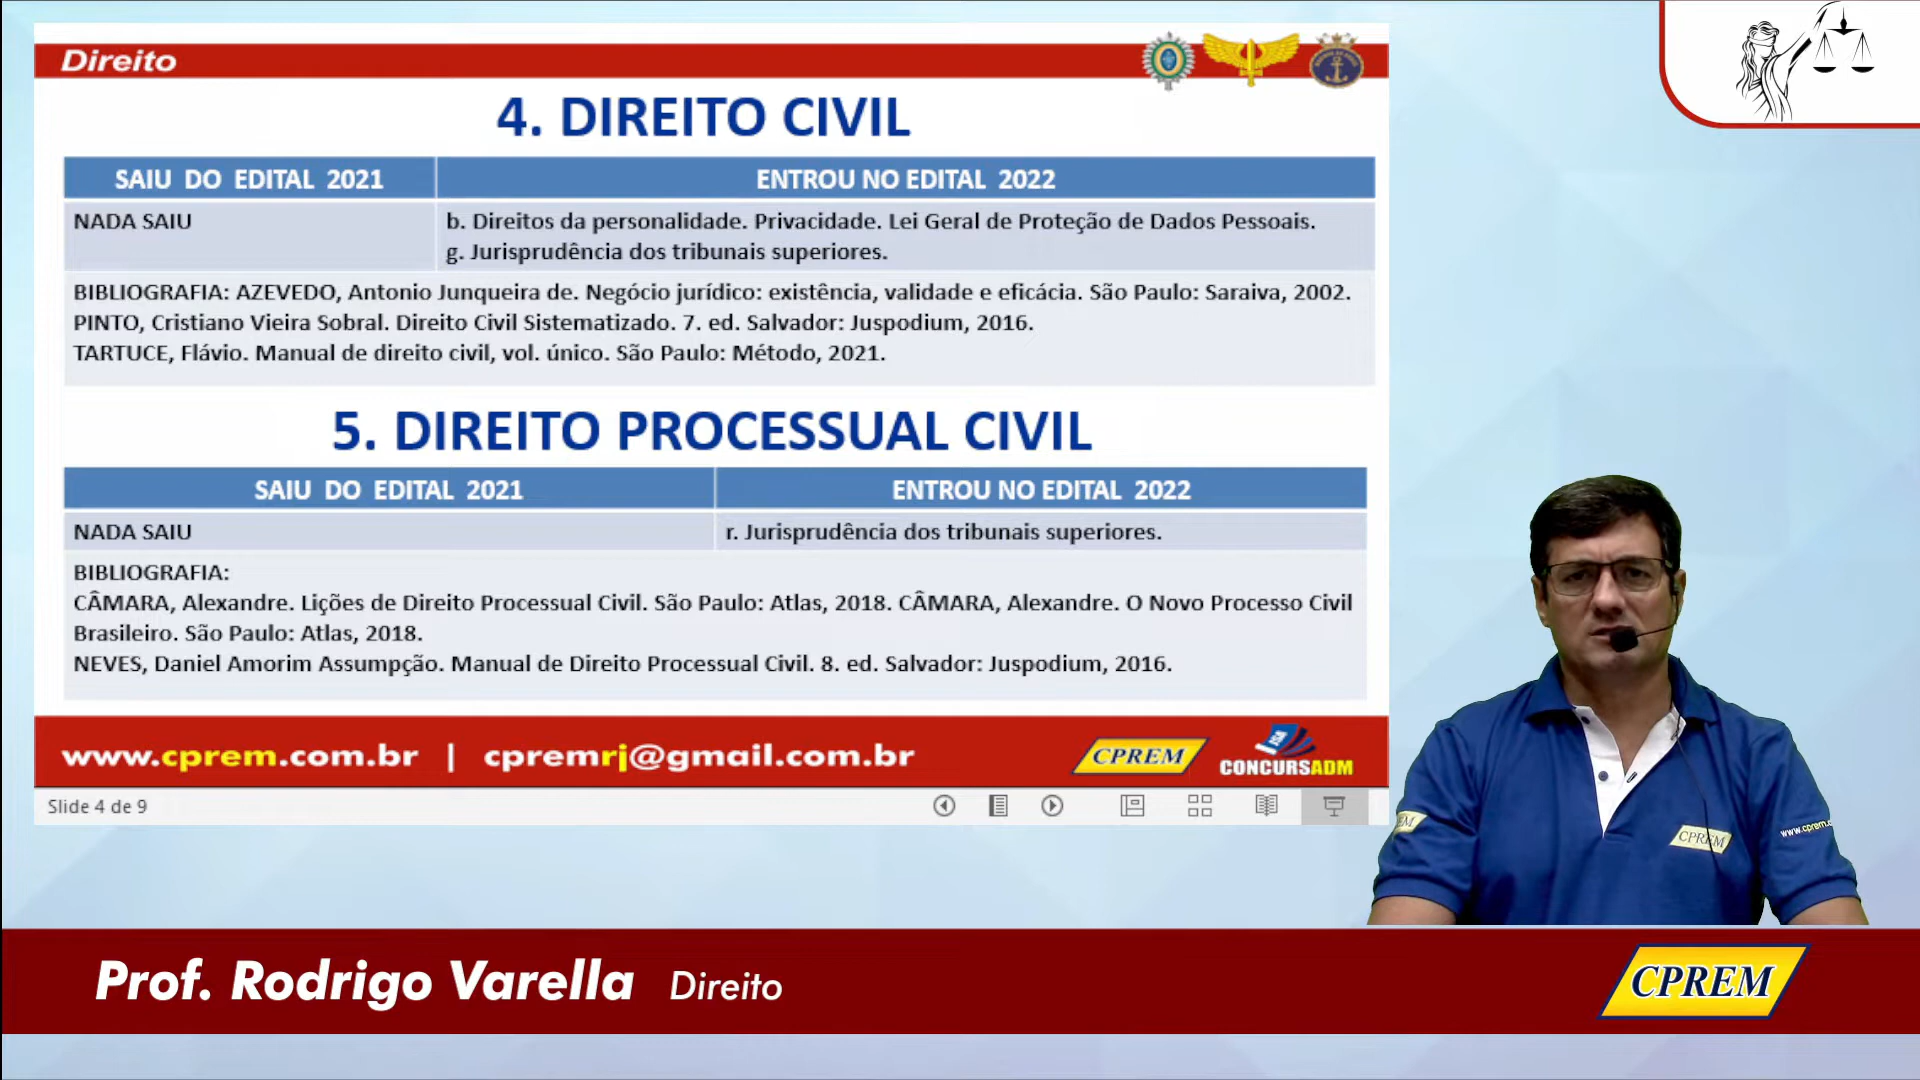 Direito
4. DIREITO CIVIL
SAIU DO EDITAL 2021
ENTROU NO EDITAL 2022
NADA SAIU
b. Direitos da personalidade. Privacidade. Lei Geral de Proteção de Dados Pessoais.
g. Jurisprudência dos tribunais superiores.
BIBLIOGRAFIA: AZEVEDO, Antonio Junqueira de. Negócio jurídico: existência, validade e eficácia. São Paulo: Saraiva, 2002.
PINTO, Cristiano Vieira Sobral. Direito Civil Sistematizado. 7. ed. Salvador: Juspodium, 2016.
TARTUCE, Flávio. Manual de direito civil, vol. único. São Paulo: Método, 2021.
5. DIREITO PROCESSUAL CIVIL
SAIU DO EDITAL 2021
ENTROU NO EDITAL 2022
NADA SAIU
r. Jurisprudência dos tribunais superiores.
BIBLIOGRAFIA:
CÂMARA, Alexandre. Lições de Direito Processual Civil. São Paulo: Atlas, 2018. CÂMARA, Alexandre. O Novo Processo Civil
Brasileiro. São Paulo: Atlas, 2018.
NEVES, Daniel Amorim Assumpção. Manual de Direito Processual Civil. 8. ed. Salvador: Juspodium, 2016.
www.cprem.com.br | cpremrj@gmail.com.br
CPREM
CONCURSADM
Slide 4 de 9
CPREM
www.cprem.c
Prof. Rodrigo Varella Direito
CPREM